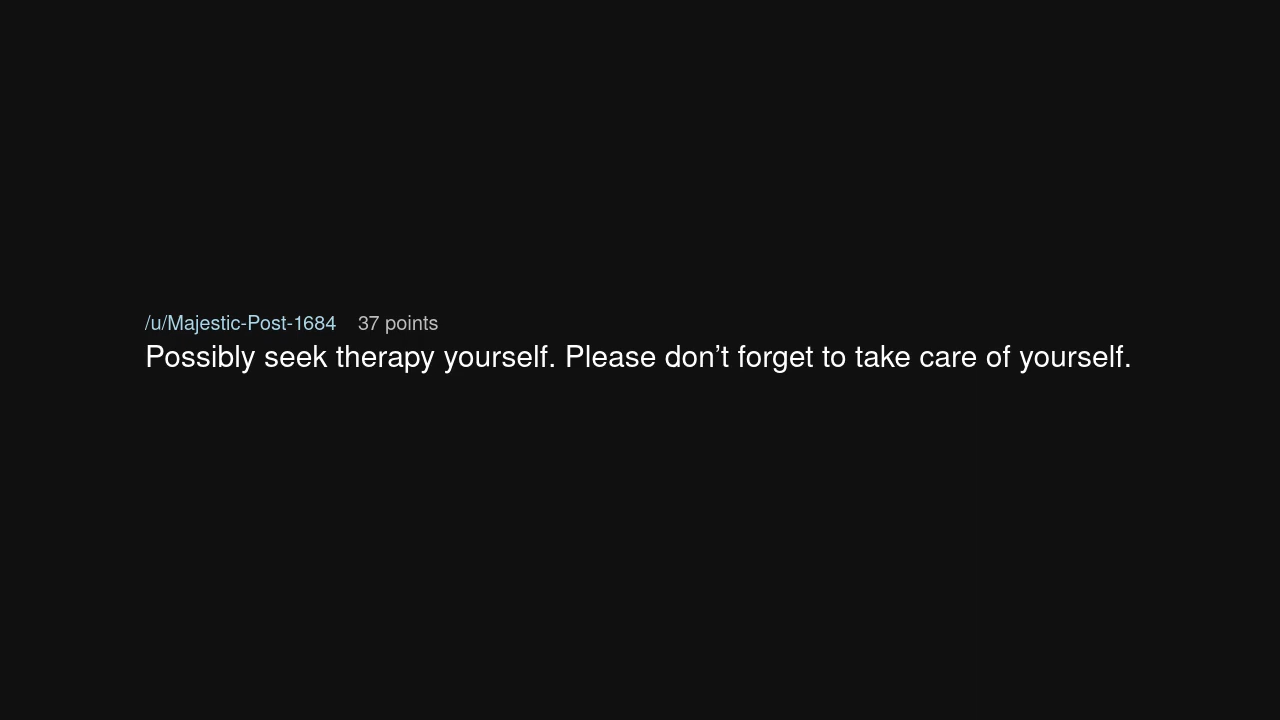 /u/Majestic-Post-1684 37 points
Possibly seek therapy yourself. Please don’t forget to take care of yourself.